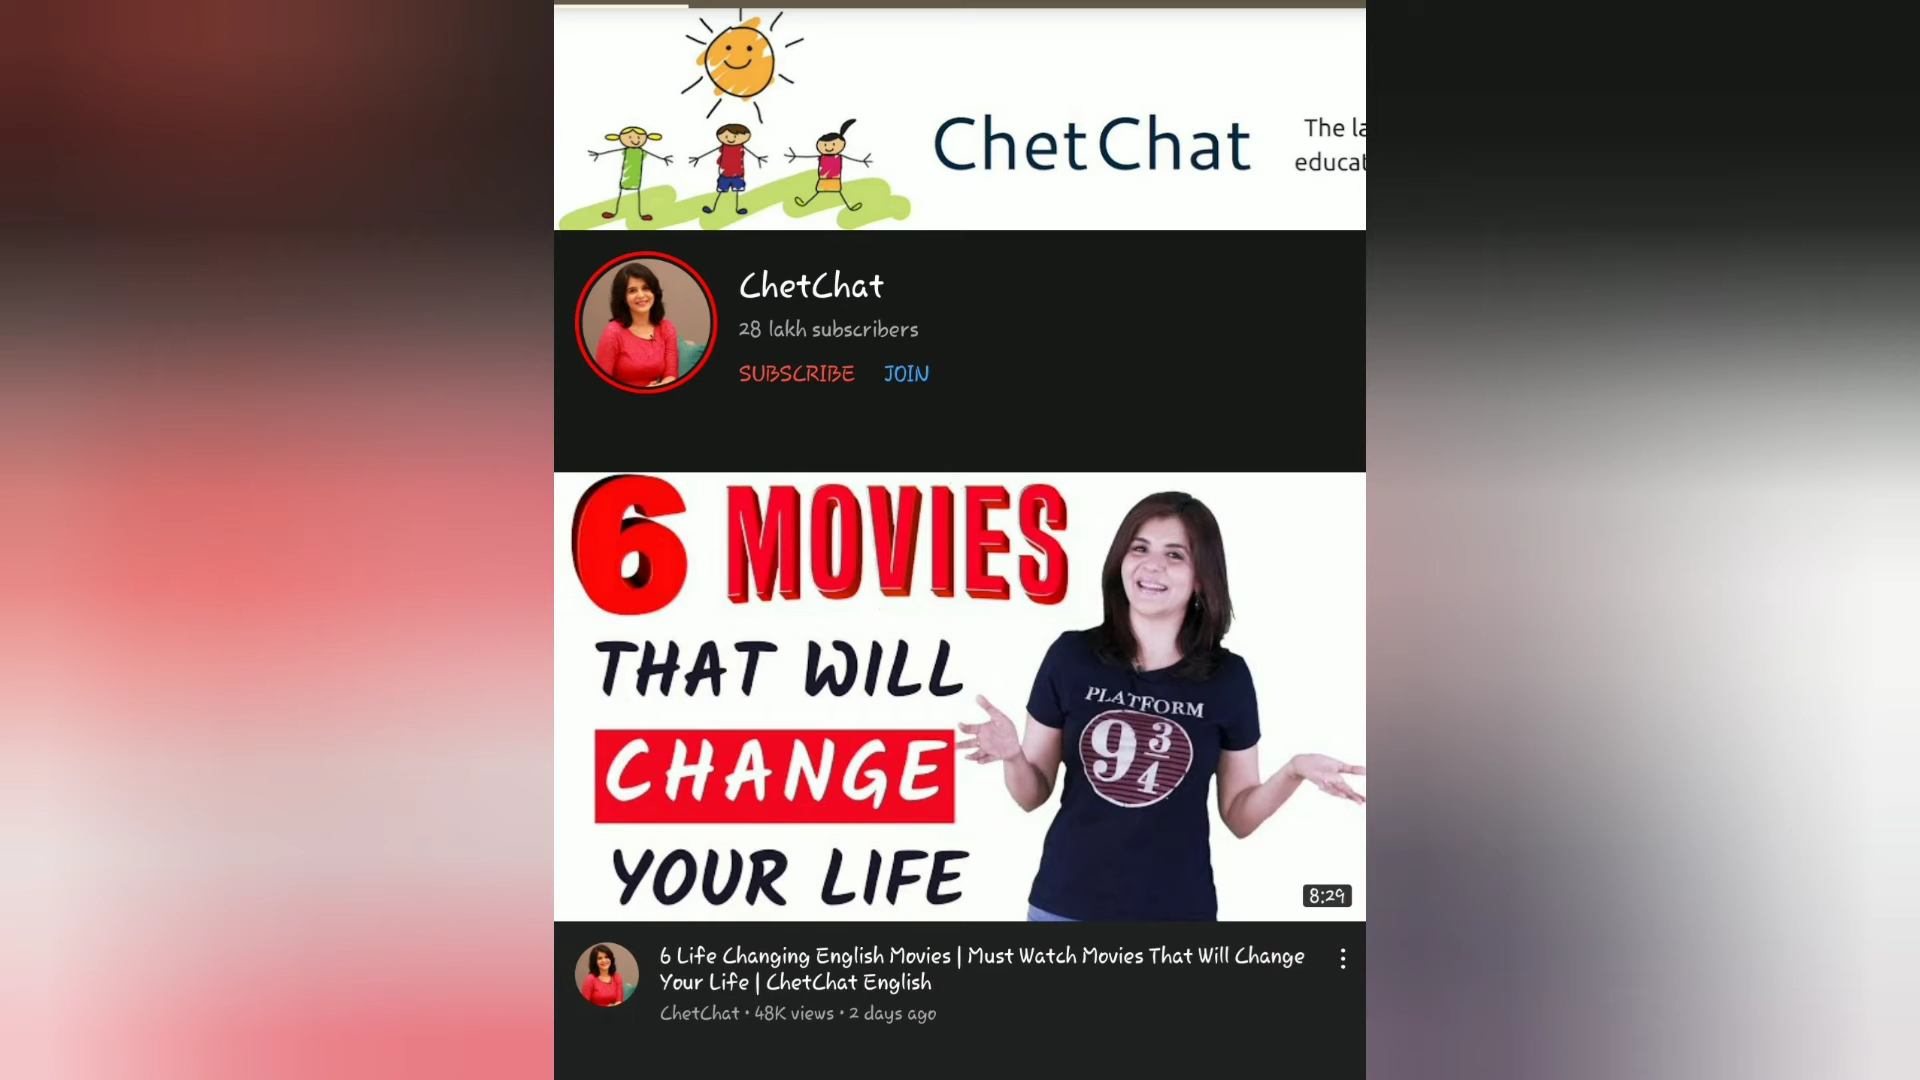 ChetChat
The la
educat
ChetChat
28 lakh subscribers
SUBSCRIBE JOIN
6 MOVIES
THAT WILL
CHANGE
YOUR LIFE
PLATFORM
9 3/4
8:29
6 Life Changing English Movies | Must Watch Movies That Will Change
Your Life | ChetChat English
ChetChat • 48K views • 2 days ago